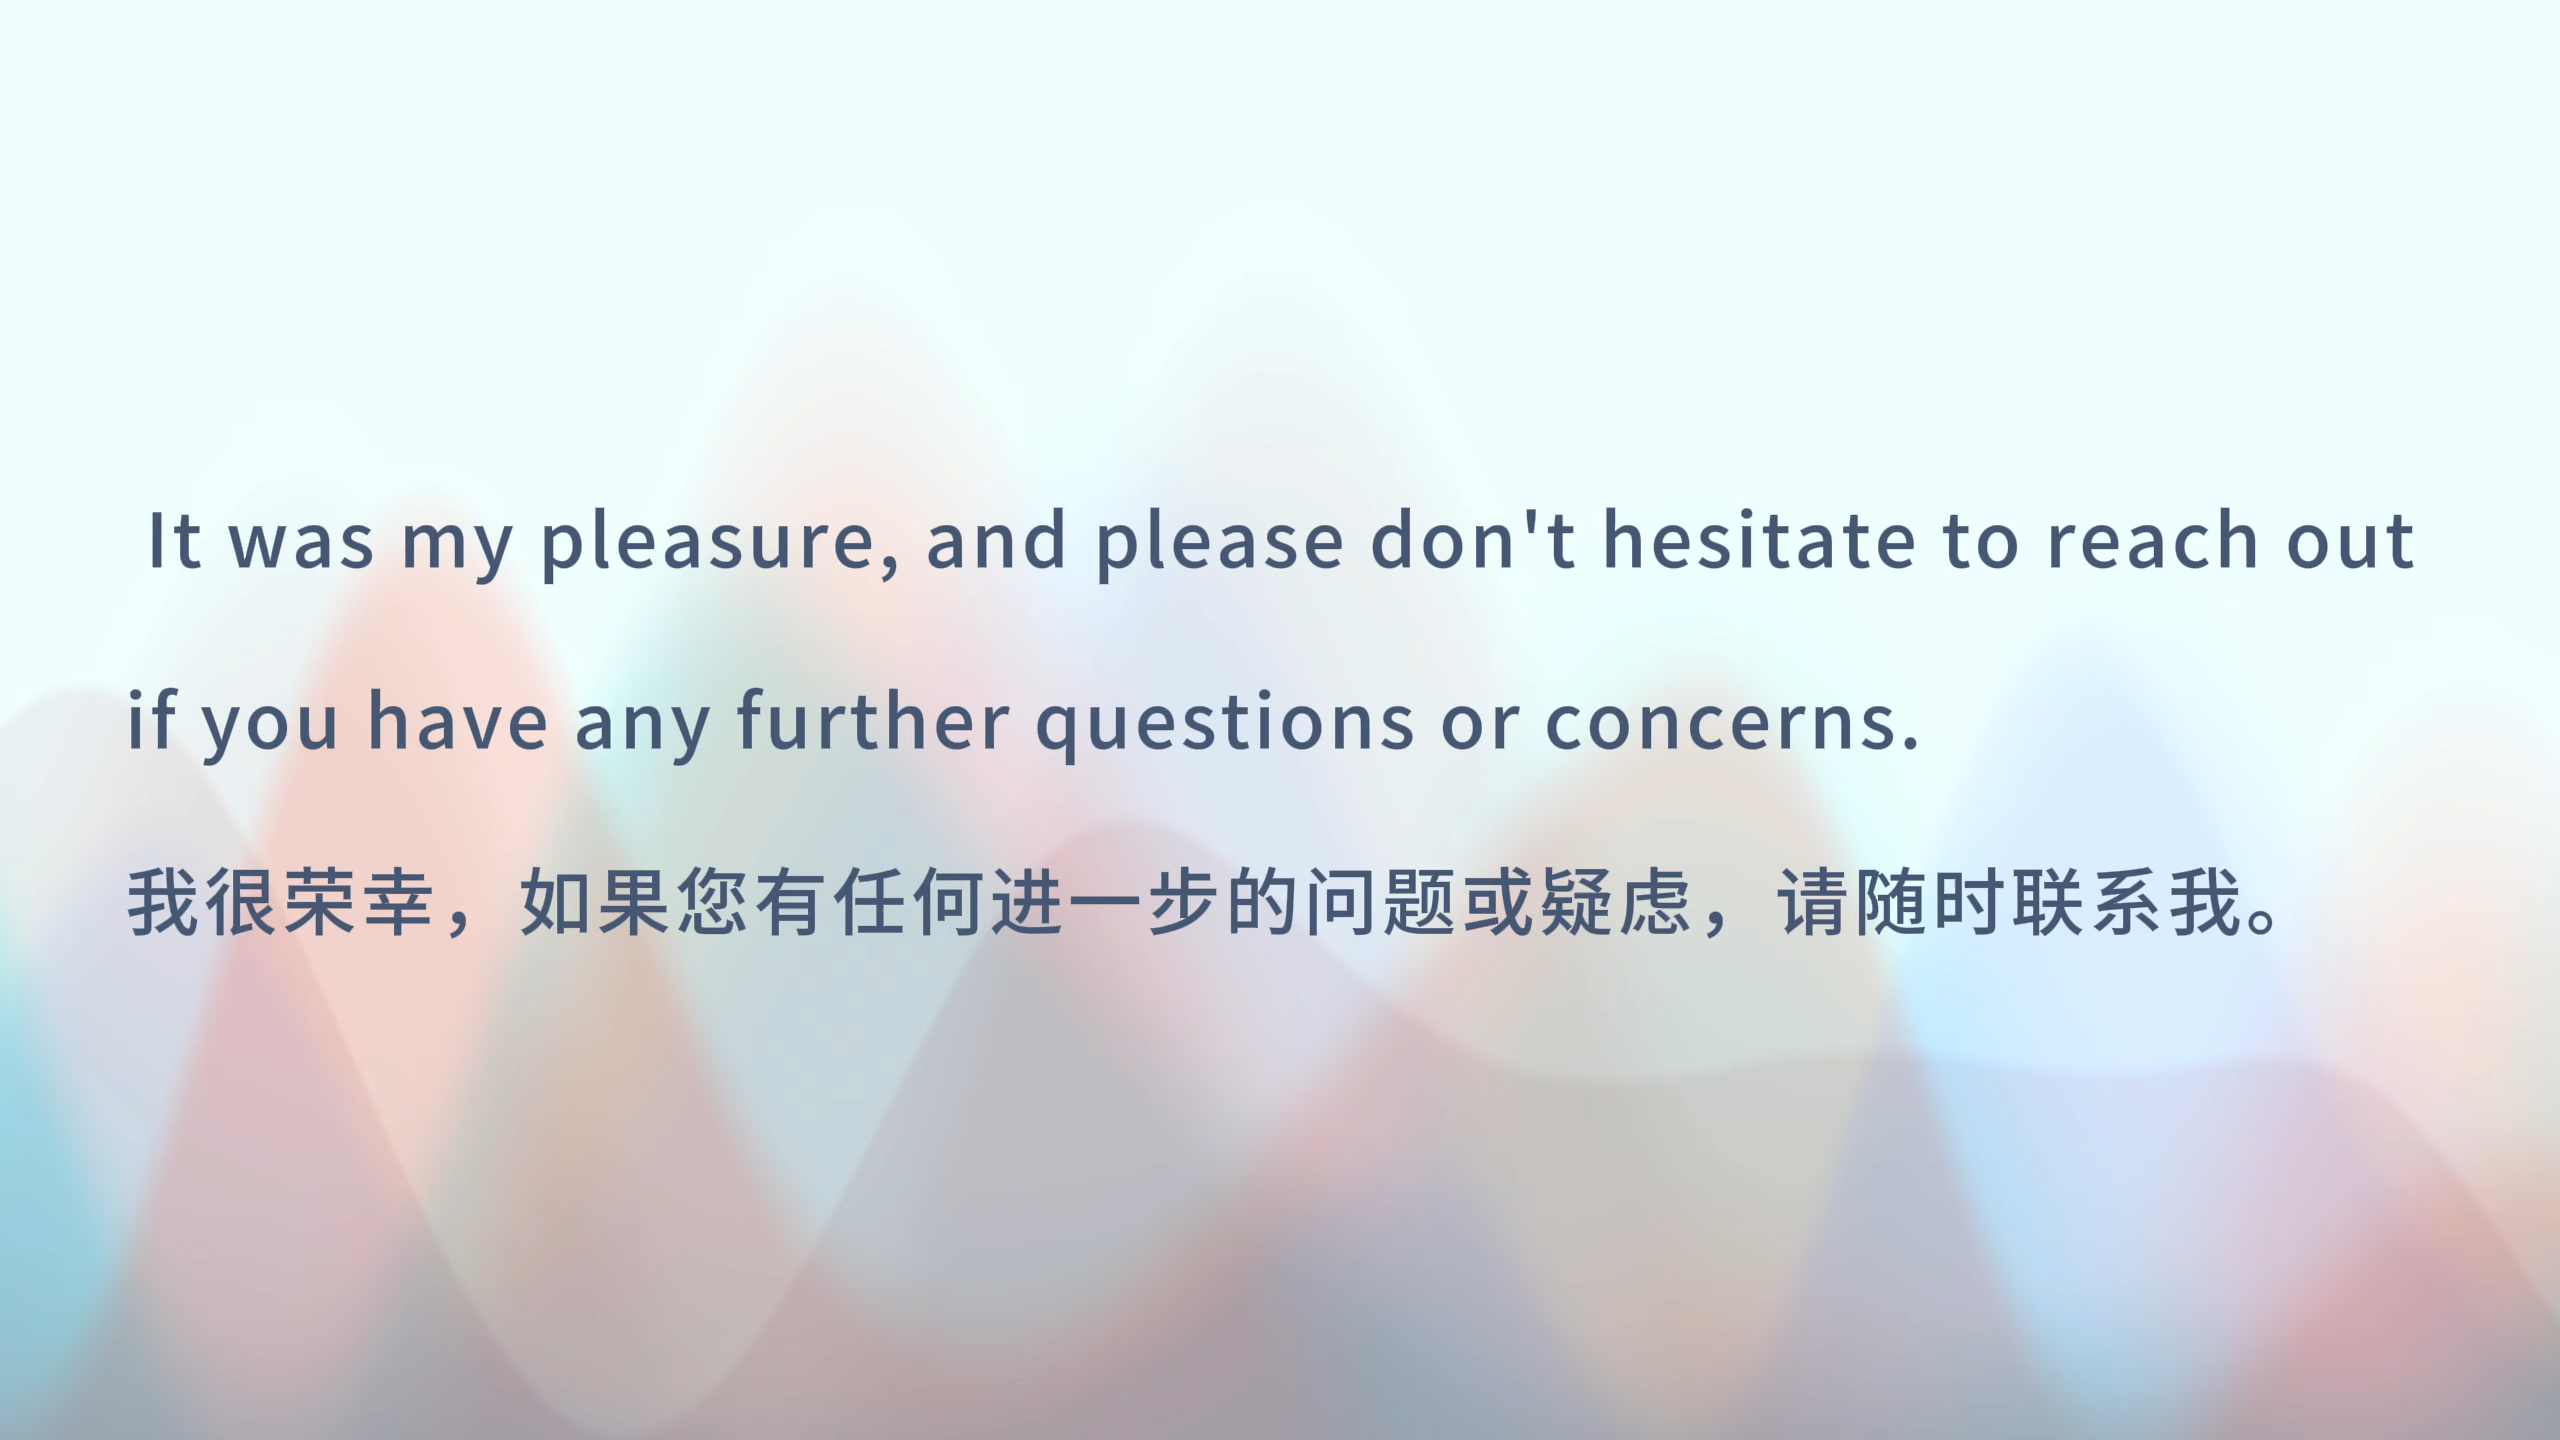 It was my pleasure, and please don't hesitate to reach out
if you have any further questions or concerns.
我很荣幸，如果您有任何进一步的问题或疑虑，请随时联系我。